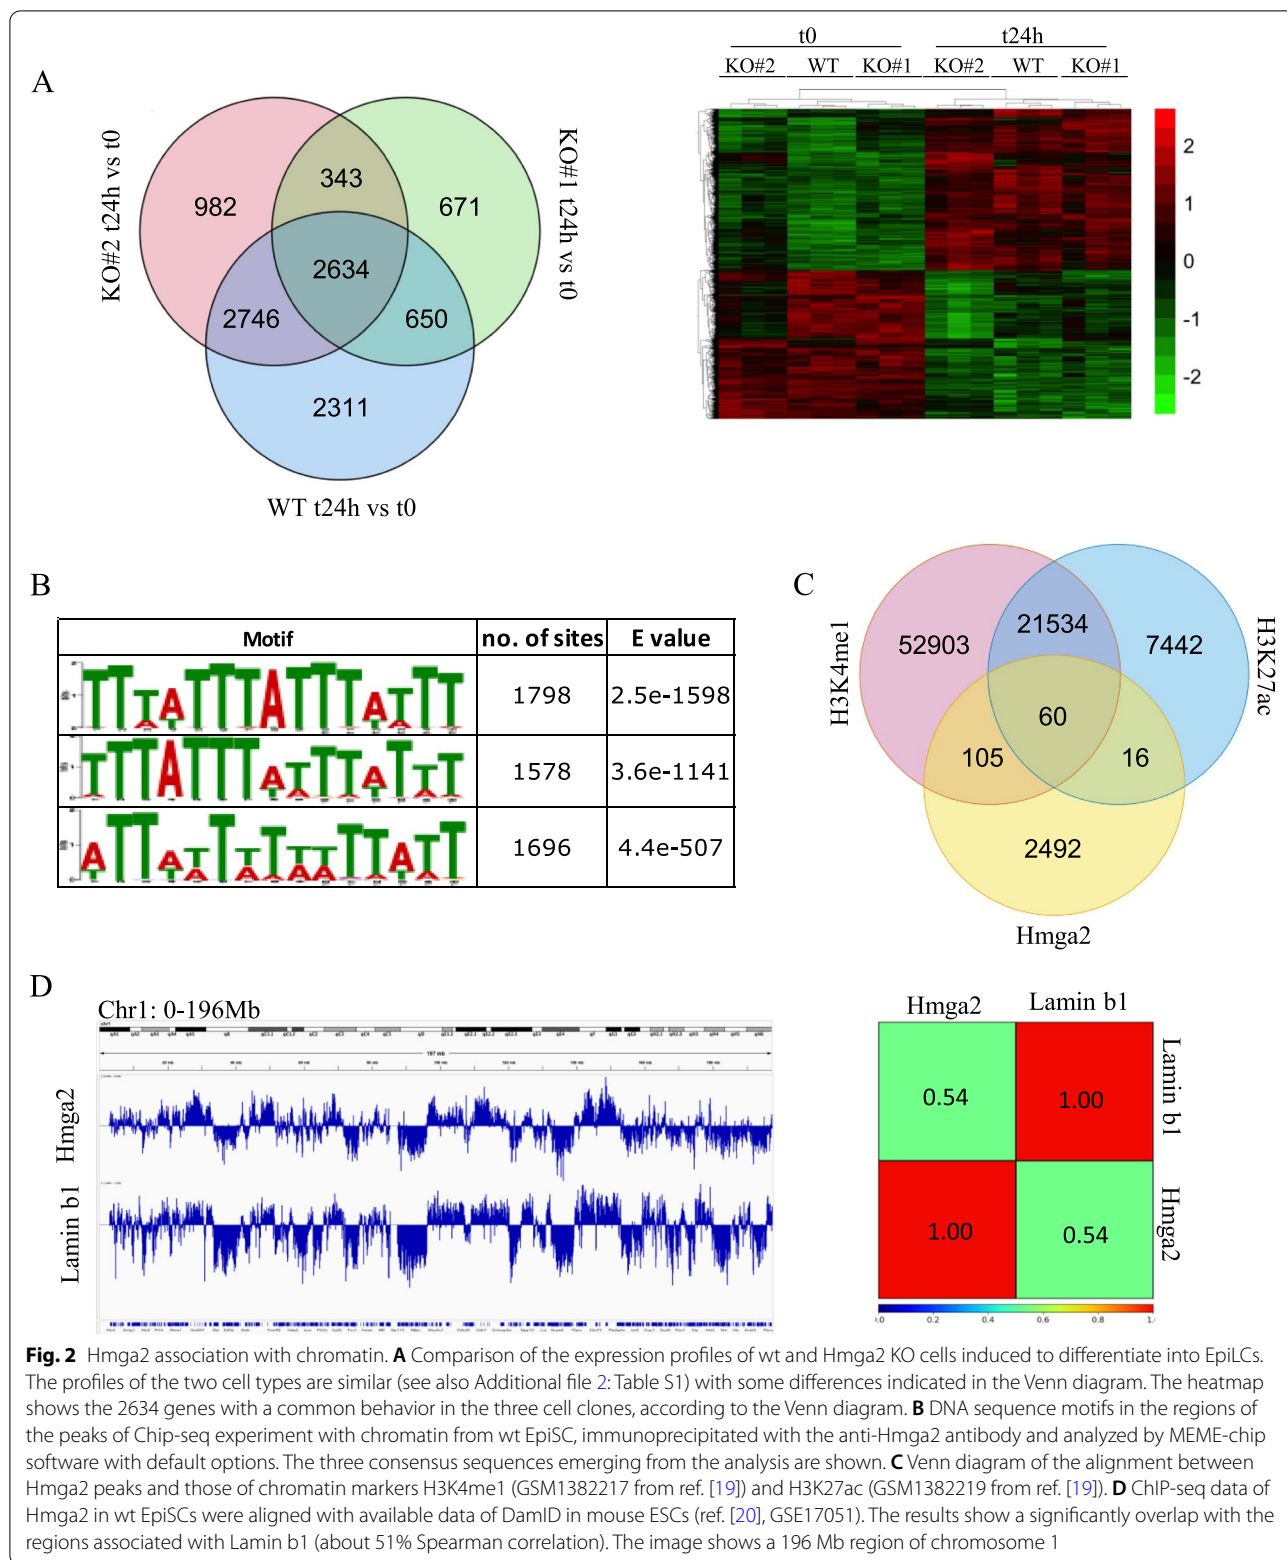 A
KO#2 t24h vs t0
KO#1 t24h vs t0
982
343
671
2634
2746
650
2311
WT t24h vs t0
t0
t24h
KO#2
WT
KO#1
KO#2
WT
KO#1
2
1
0
-1
-2
B
Motif
no. of sites
E value
1798
2.5e-1598
1578
3.6e-1141
1696
4.4e-507
C
H3K4me1
H3K27ac
52903
21534
7442
60
105
16
2492
Hmga2
D
Chr1: 0-196Mb
197 mb
Hmga2
Lamin b1
Hmga2
Lamin b1
0.54
1.00
Lamin b1
1.00
0.54
Hmga2
0.2
0.4
0.6
0.8
Fig. 2 Hmga2 association with chromatin. A Comparison of the expression profiles of wt and Hmga2 KO cells induced to differentiate into EpiLCs.
The profiles of the two cell types are similar (see also Additional file 2: Table S1) with some differences indicated in the Venn diagram. The heatmap
shows the 2634 genes with a common behavior in the three cell clones, according to the Venn diagram. B DNA sequence motifs in the regions of
the peaks of Chip-seq experiment with chromatin from wt EpiSC, immunoprecipitated with the anti-Hmga2 antibody and analyzed by MEME-chip
software with default options. The three consensus sequences emerging from the analysis are shown. C Venn diagram of the alignment between
Hmga2 peaks and those of chromatin markers H3K4me1 (GSM1382217 from ref. [19]) and H3K27ac (GSM1382219 from ref. [19]). D ChIP-seq data of
Hmga2 in wt EpiSCs were aligned with available data of DamID in mouse ESCs (ref. [20], GSE17051). The results show a significantly overlap with the
regions associated with Lamin b1 (about 51% Spearman correlation). The image shows a 196 Mb region of chromosome 1